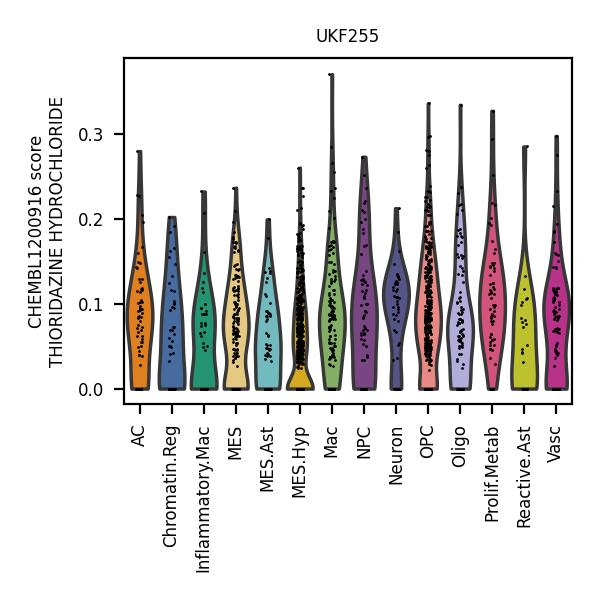 UKF255
CHEMBL1200916 score
THIORIDAZINE HYDROCHLORIDE
0.3
0.2
0.1
0.0
AC
Chromatin.Reg
Inflammatory.Mac
MES
MES.Ast
MES.Hyp
Mac
NPC
Neuron
OPC
Oligo
Prolif.Metab
Reactive.Ast
Vasc